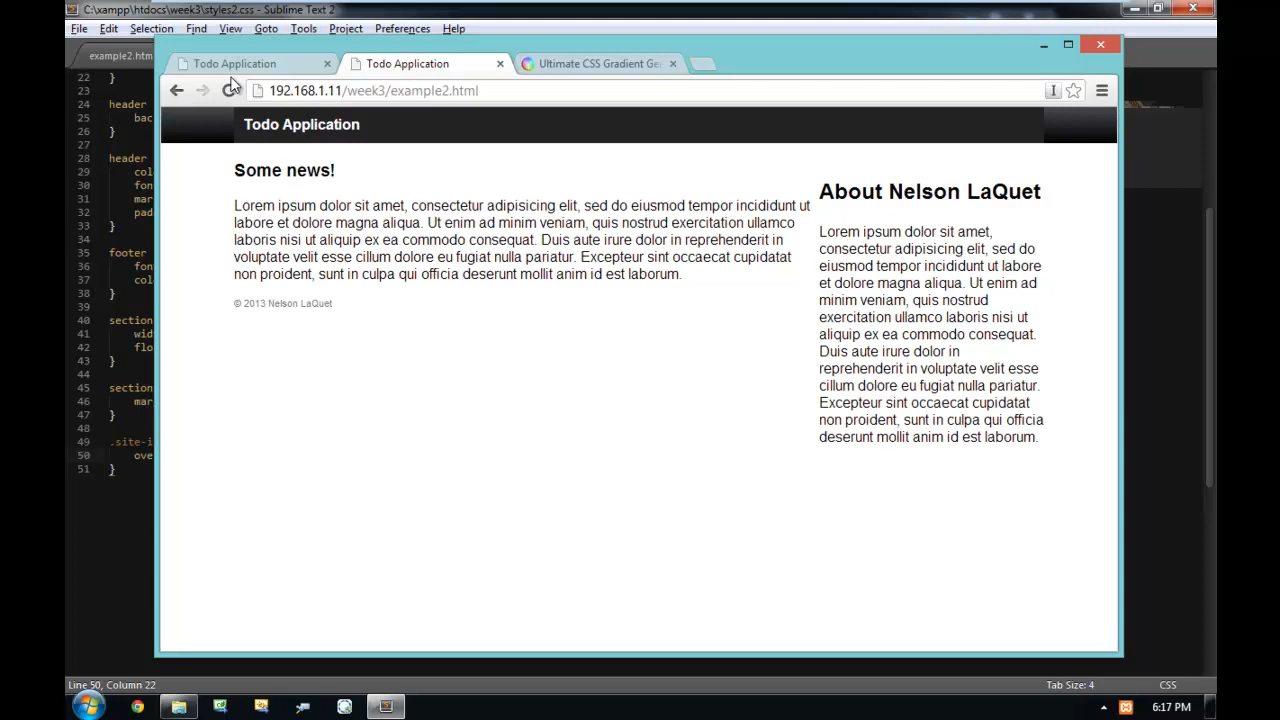 C:\xampp\htdocs\week3\styles2.css - Sublime Text 2
File Edit Selection Find View Goto Tools Project Preferences Help
example2.htm
Todo Application
Todo Application
Ultimate CSS Gradient Ge
192.168.1.11/week3/example2.html
22 }
23
24 header
25 bac
26 }
27
28 header
29 col
30 fon
31 mar
32 pad
33 }
34
35 footer
36 fon
37 col
38 }
39
40 section
41 wid
42 flo
43 }
44
45 section
46 mar
47 }
48
49 .site-i
50 ove
51 }
Todo Application
Some news!
Lorem ipsum dolor sit amet, consectetur adipisicing elit, sed do eiusmod tempor incididunt ut
labore et dolore magna aliqua. Ut enim ad minim veniam, quis nostrud exercitation ullamco
laboris nisi ut aliquip ex ea commodo consequat. Duis aute irure dolor in reprehenderit in
voluptate velit esse cillum dolore eu fugiat nulla pariatur. Excepteur sint occaecat cupidatat
non proident, sunt in culpa qui officia deserunt mollit anim id est laborum.
© 2013 Nelson LaQuet
About Nelson LaQuet
Lorem ipsum dolor sit amet,
consectetur adipisicing elit, sed do
eiusmod tempor incididunt ut labore
et dolore magna aliqua. Ut enim ad
minim veniam, quis nostrud
exercitation ullamco laboris nisi ut
aliquip ex ea commodo consequat.
Duis aute irure dolor in
reprehenderit in voluptate velit esse
cillum dolore eu fugiat nulla pariatur.
Excepteur sint occaecat cupidatat
non proident, sunt in culpa qui officia
deserunt mollit anim id est laborum.
Line 50, Column 22
Tab Size: 4
CSS
6:17 PM